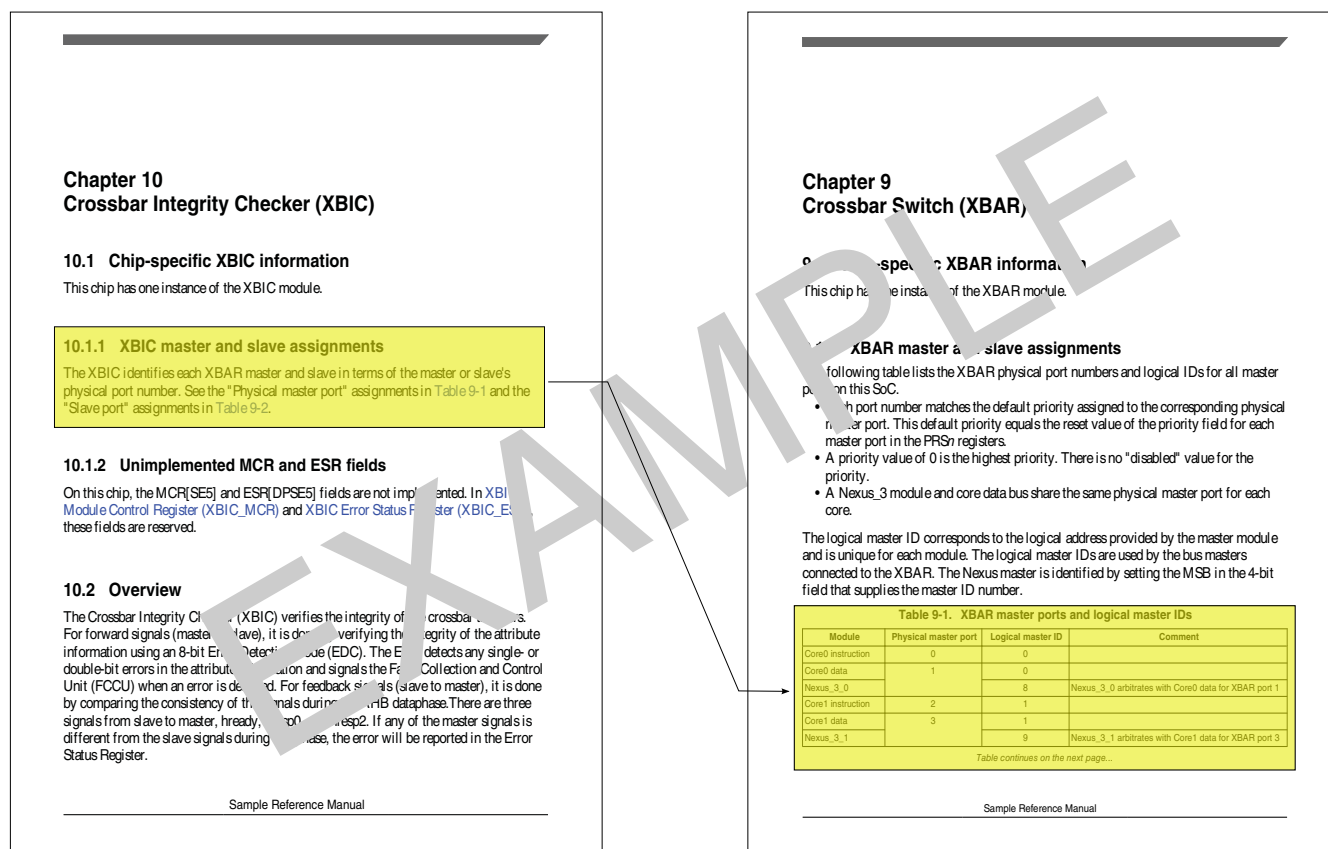 Chapter 10
Crossbar Integrity Checker (XBIC)
10.1 Chip-specific XBIC information
This chip has one instance of the XBIC module.
10.1.1 XBIC master and slave assignments
The XBIC identifies each XBAR master and slave in terms of the master or slave's
physical port number. See the "Physical master port" assignments in Table 9-1 and the
"Slave port" assignments in Table 9-2.
10.1.2 Unimplemented MCR and ESR fields
On this chip, the MCR[SE5] and ESR[DPSE5] fields are not In
Module Control Register (XBIC_MCR) and XBIC Error Status
these fields are reserved.
10.2 Overview
The Crossbar Integrity (XBIC) verifies the integrity of crossbar
For forward signals it is verifying the of the attribute
information using an 8-bit (EDC). The detects any single- or
double-bit errors in the and signals the Collection and Control
Unit (FCCU) when an error is For feedback (slave to master), it is done
by comparing the consistency of dataphase.There are three
signals from slave to master, hready, If any of the master signals is
different from the slave signals during the error will be reported in the Error
Status Register.
Sample Reference Manual
Chapter 9
Crossbar Switch (XBAR)
XBAR
This chip of the XBAR module.
XBAR master slave assignments
following table lists the XBAR physical port numbers and logical IDs for all master
on this SoC.
• port number matches the default priority assigned to the corresponding physical
port. This default priority equals the reset value of the priority field for each
master port in the PRSn registers.
• A priority value of 0 is the highest priority. There is no "disabled" value for the
priority.
• A Nexus_3 module and core data bus share the same physical master port for each
core.
The logical master ID corresponds to the logical address provided by the master module
and is unique for each module. The logical master IDs are used by the bus masters
connected to the XBAR. The Nexus master is identified by setting the MSB in the 4-bit
field that supplies the master ID number.
Table 9-1. XBAR master ports and logical master IDs
Module Physical master port Logical master ID Comment
Core0 instruction 0 0
Core0 data 1 0
Nexus_3_0 8 Nexus_3_0 arbitrates with Core0 data for XBAR port 1
Core1 instruction 2 1
Core1 data 3 1
Nexus_3_1 9 Nexus_3_1 arbitrates with Core1 data for XBAR port 3
Table continues on the next page...
Sample Reference Manual
EXAMPLE